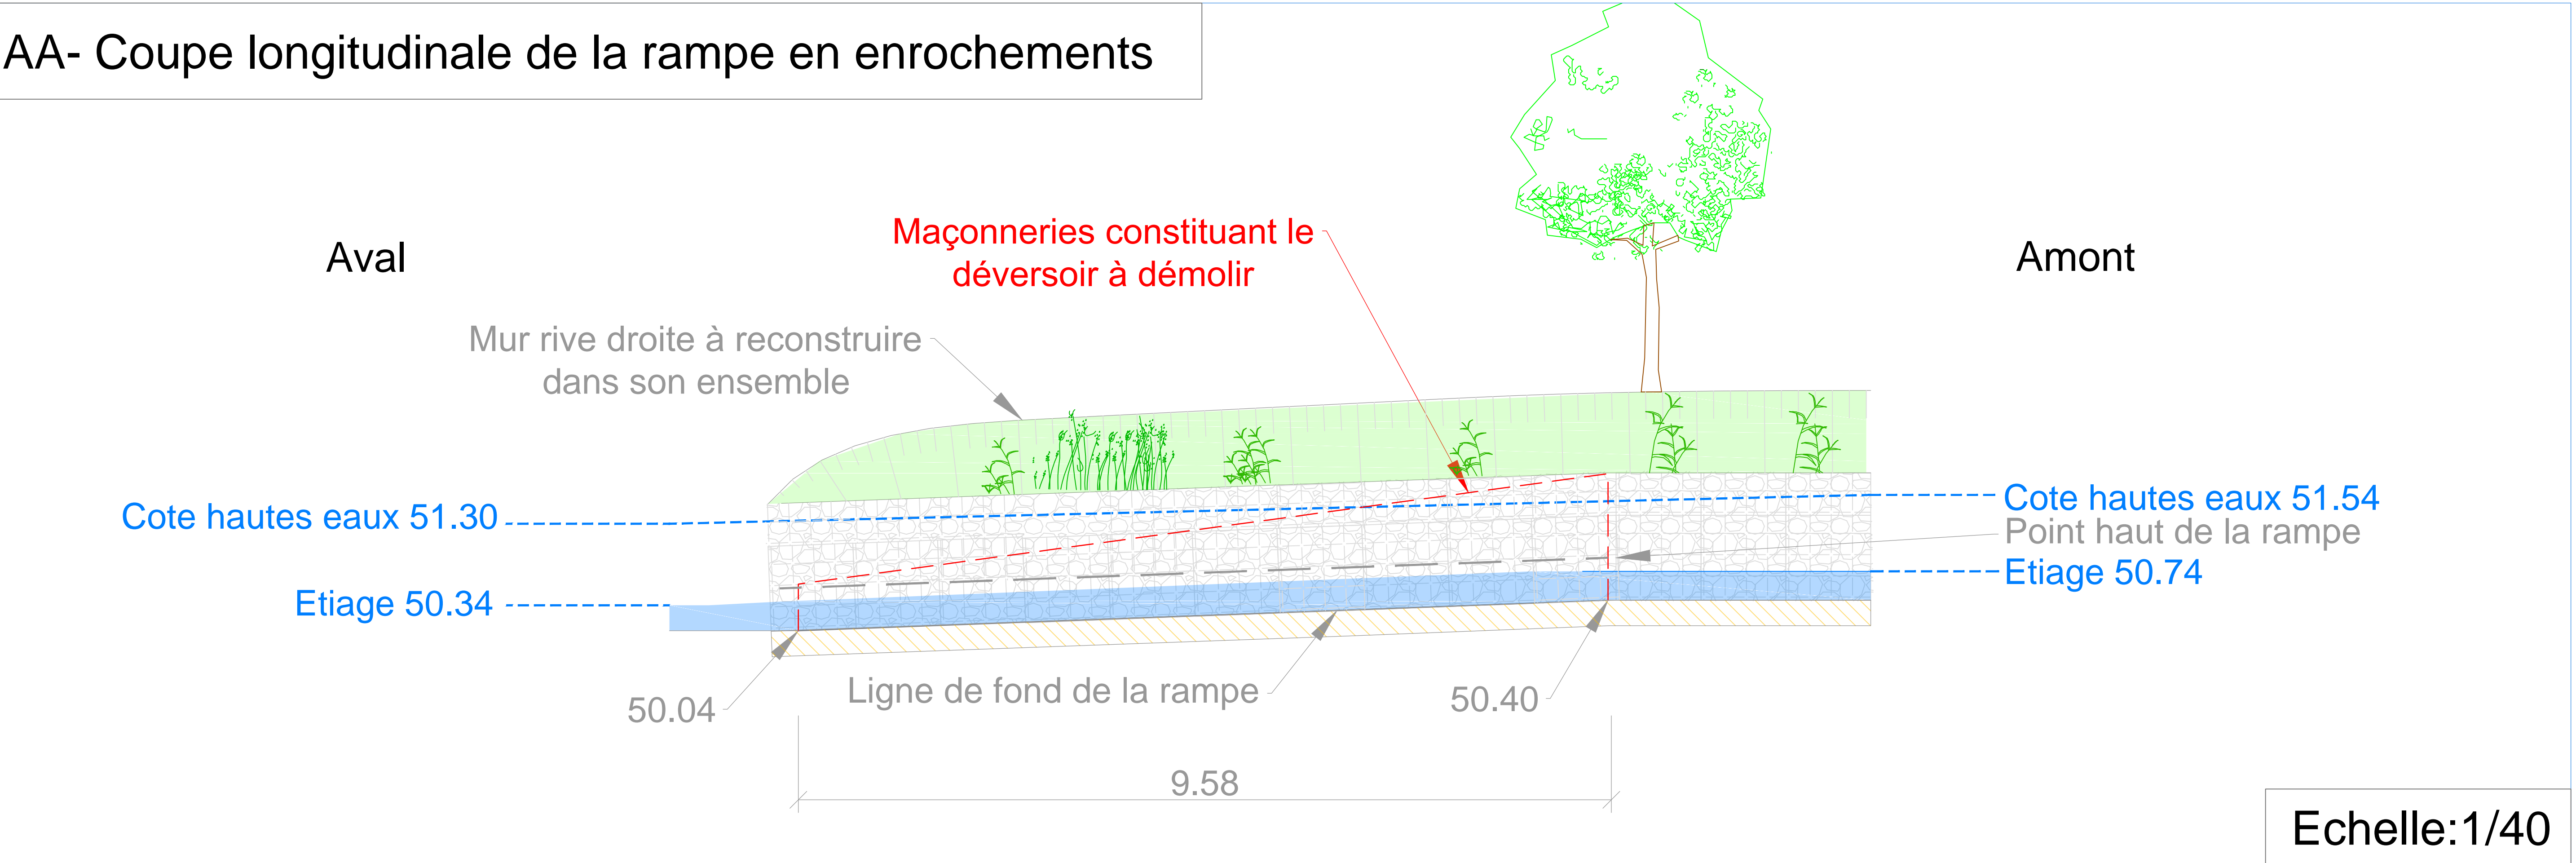 AA- Coupe longitudinale de la rampe en enrochements
Aval
Maçonneries constituant le
déversoir à démolir
Amont
Mur rive droite à reconstruire
dans son ensemble
Cote hautes eaux 51.30
Cote hautes eaux 51.54
Point haut de la rampe
Etiage 50.74
Etiage 50.34
50.04
Ligne de fond de la rampe
50.40
9.58
Echelle:1/40